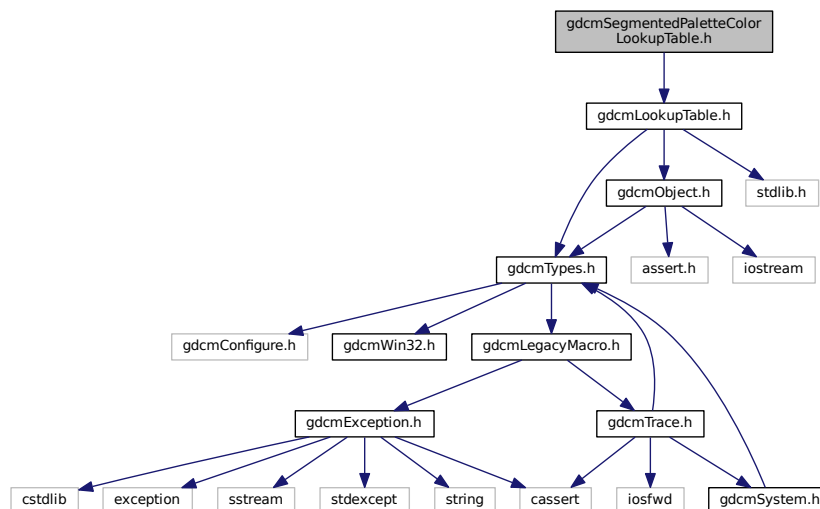 gdcmSegmentedPaletteColor
LookupTable.h
gdcmLookupTable.h
gdcmObject.h
stdlib.h
gdcmTypes.h
assert.h
iostream
gdcmConfigure.h
gdcmWin32.h
gdcmLegacyMacro.h
gdcmException.h
gdcmTrace.h
cstdlib
exception
sstream
stdexcept
string
cassert
iosfwd
gdcmSystem.h